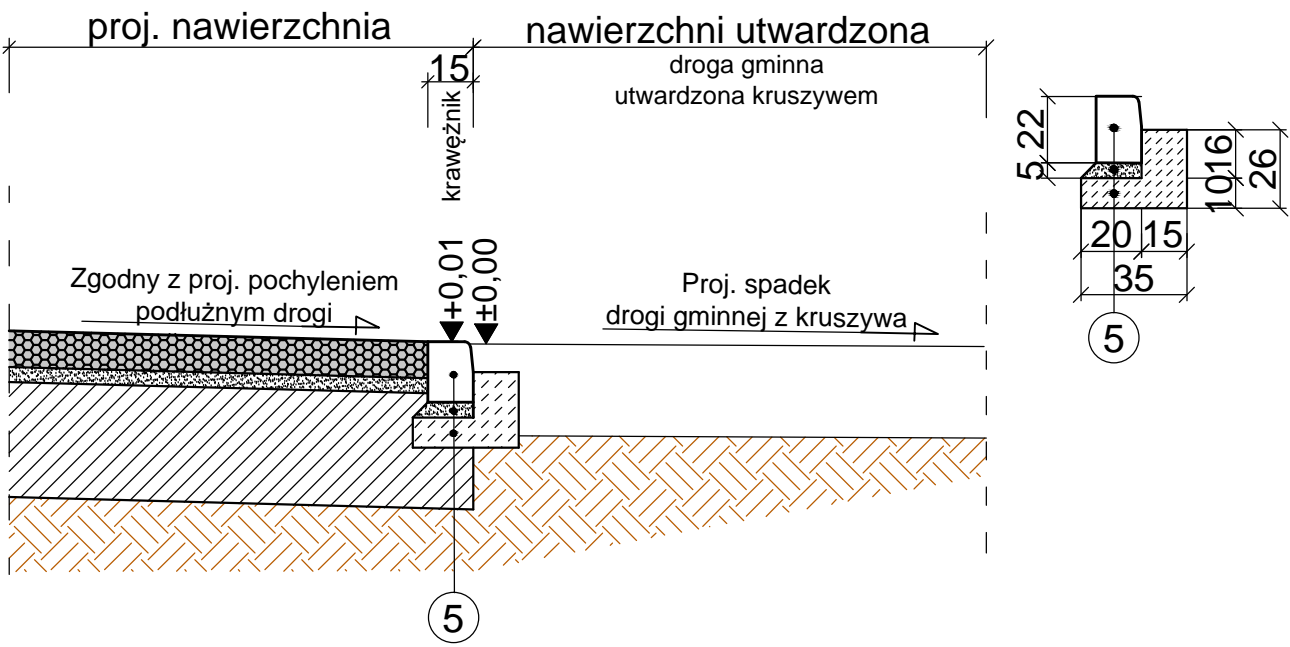 proj. nawierzchnia
nawierzchni utwardzona
droga gminna
utwardzona kruszywem
15
krawężnik
+0,01
±0,00
Zgodny z proj. pochyleniem
podłużnym drogi
Proj. spadek
drogi gminnej z kruszywa
5
22
5
16
10
26
20
15
35
5